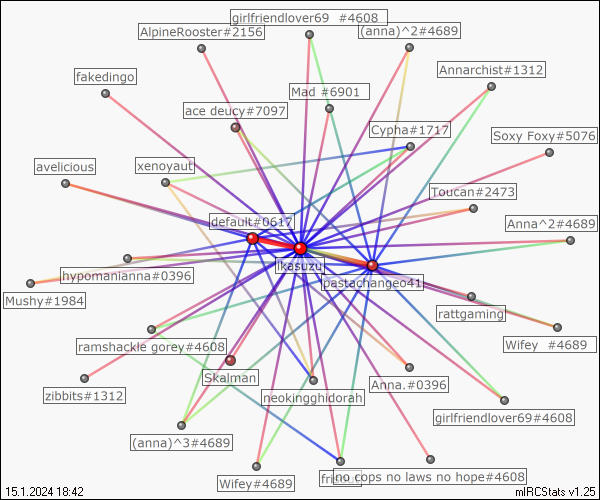 girlfriendlover69 #4608
AlpineRooster#2156
(anna)^2#4689
fakedingo
Annarchist#1312
Mad #6901
ace deucy#7097
Cypha#1717
Soxy Foxy#5076
avelicious
xenoyaut
Toucan#2473
default#0617
Anna^2#4689
lkasuzu
hypomanianna#0396
pastachangeo41
Mushy#1984
rattgaming
ramshackle gorey#4608
Wifey #4689
Skalman
Anna.#0396
zibbits#1312
neokingghidorah
girlfriendlover69#4608
(anna)^3#4689
no cops no laws no hope#4608
Wifey#4689
15.1.2024 18:42
mIRCStats v1.25